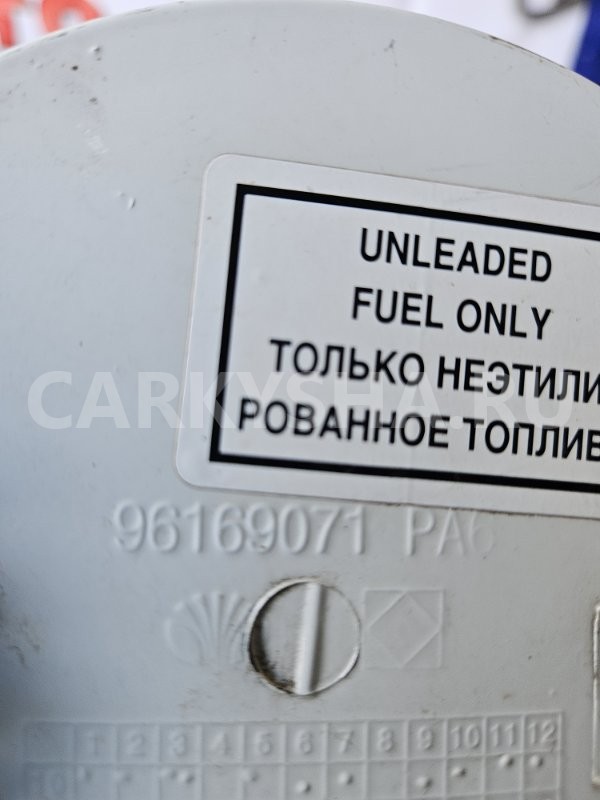 UNLEADED
FUEL ONLY
ТОЛЬКО НЕЭТИЛИ
РОВАННОЕ ТОПЛИВ
CARKYSHA.RU
96169071 PA6
1 2 3 4 5 6 7 8 9 10 11 12